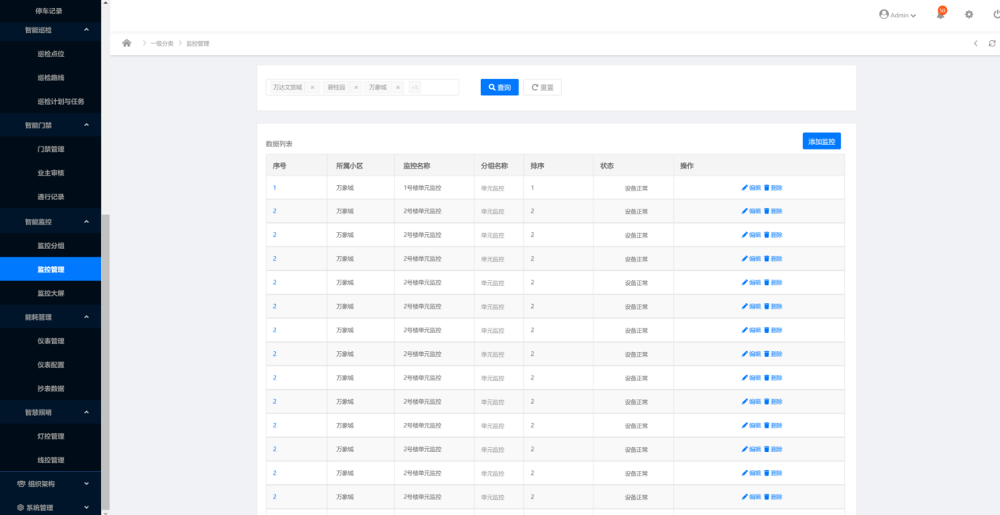 停车记录
智能巡检
巡检点位
巡检路线
巡检计划与任务
智能门禁
门禁管理
业主审核
通行记录
智能监控
监控分组
监控管理
监控大屏
能耗管理
仪表管理
仪表配置
抄表数据
智慧照明
灯控管理
线控管理
组织架构
系统管理
Admin 50
一级分类 > 监控管理
万达文旅城 × 碧桂园 × 万象城 × +5 查询 重置
数据列表 添加监控
序号 所属小区 监控名称 分组名称 排序 状态 操作
1 万象城 1号楼单元监控 单元监控 1 设备正常 编辑 删除
2 万象城 2号楼单元监控 单元监控 2 设备正常 编辑 删除
2 万象城 2号楼单元监控 单元监控 2 设备正常 编辑 删除
2 万象城 2号楼单元监控 单元监控 2 设备正常 编辑 删除
2 万象城 2号楼单元监控 单元监控 2 设备正常 编辑 删除
2 万象城 2号楼单元监控 单元监控 2 设备正常 编辑 删除
2 万象城 2号楼单元监控 单元监控 2 设备正常 编辑 删除
2 万象城 2号楼单元监控 单元监控 2 设备正常 编辑 删除
2 万象城 2号楼单元监控 单元监控 2 设备正常 编辑 删除
2 万象城 2号楼单元监控 单元监控 2 设备正常 编辑 删除
2 万象城 2号楼单元监控 单元监控 2 设备正常 编辑 删除
2 万象城 2号楼单元监控 单元监控 2 设备正常 编辑 删除
2 万象城 2号楼单元监控 单元监控 2 设备正常 编辑 删除
2 万象城 2号楼单元监控 单元监控 2 设备正常 编辑 删除